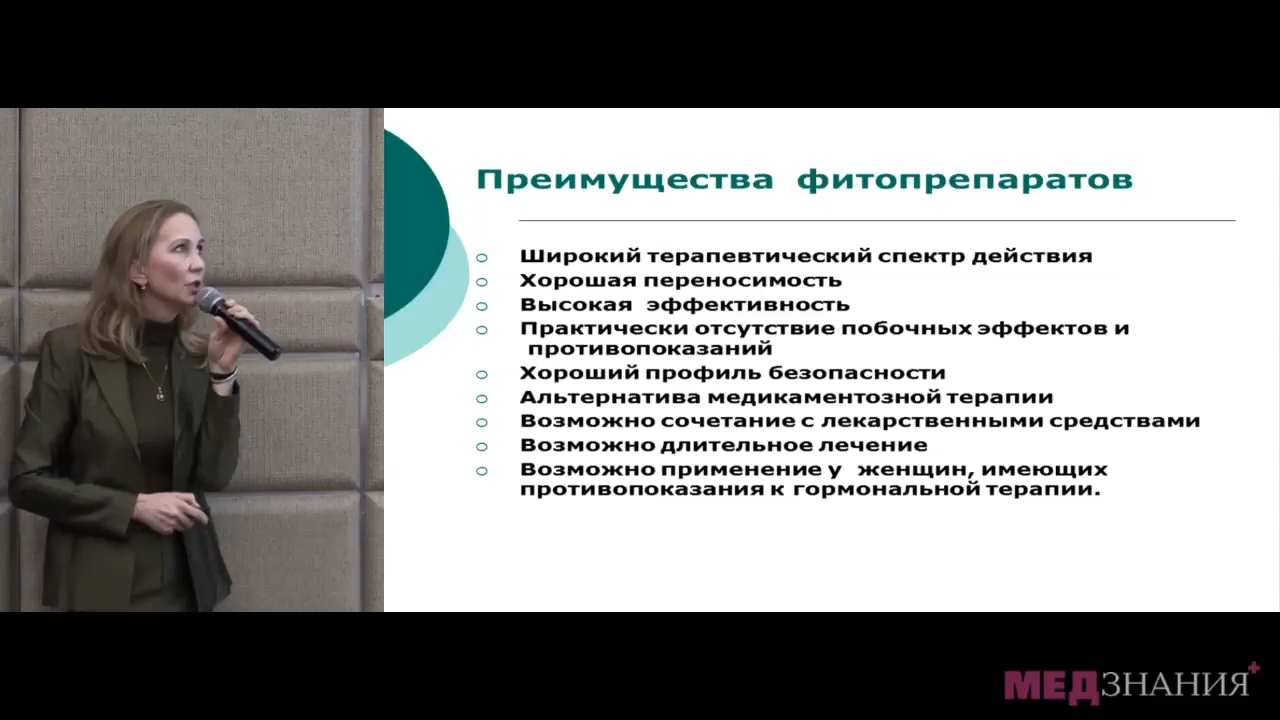 Преимущества фитопрепаратов
Широкий терапевтический спектр действия
Хорошая переносимость
Высокая эффективность
Практически отсутствие побочных эффектов и
противопоказаний
Хороший профиль безопасности
Альтернатива медикаментозной терапии
Возможно сочетание с лекарственными средствами
Возможно длительное лечение
Возможно применение у женщин, имеющих
противопоказания к гормональной терапии.
МЕДЗНАНИЯ+